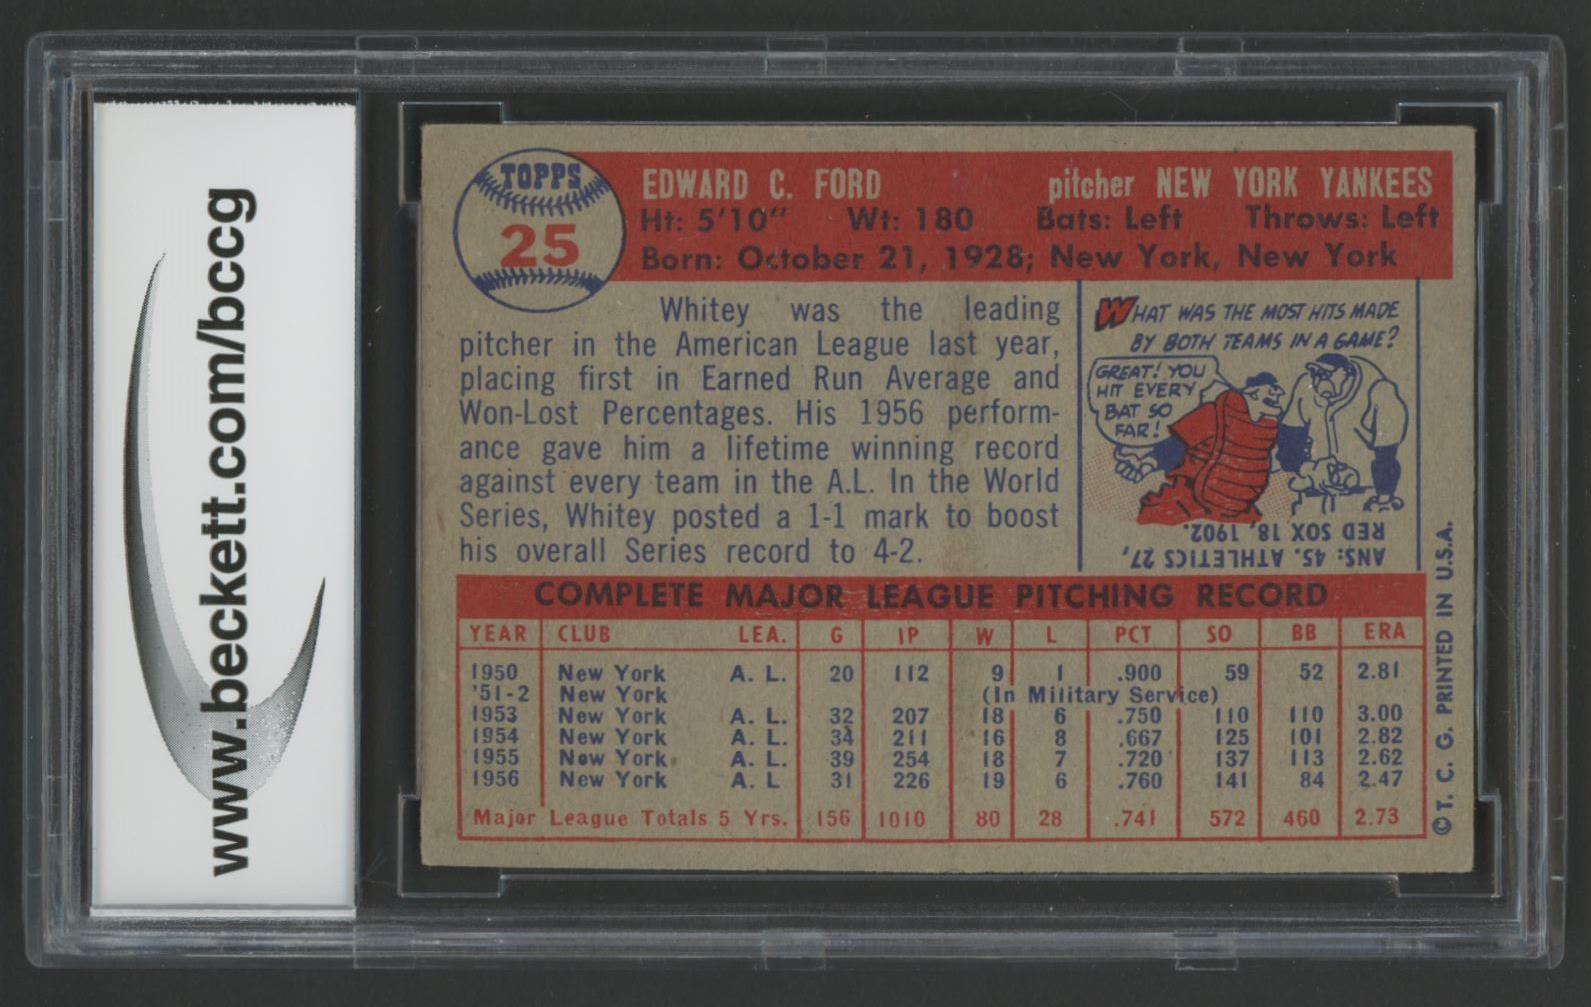 www.beckett.com/bccg
TOPPS
25
EDWARD C. FORD pitcher NEW YORK YANKEES
Ht: 5'10" Wt: 180 Bats: Left Throws: Left
Born: October 21, 1928; New York, New York
Whitey was the leading
pitcher in the American League last year,
placing first in Earned Run Average and
Won-Lost Percentages. His 1956 perform-
ance gave him a lifetime winning record
against every team in the A.L. In the World
Series, Whitey posted a 1-1 mark to boost
his overall Series record to 4-2.
WHAT WAS THE MOST HITS MADE
BY BOTH TEAMS IN A GAME?
GREAT! YOU
HIT EVERY
BAT SO
FAR!
ANS: 45. ATHLETICS 27,
RED SOX 18, 1902.
COMPLETE MAJOR LEAGUE PITCHING RECORD
YEAR CLUB LEA. G IP W L PCT SO BB ERA
1950 New York A. L. 20 112 9 1 .900 59 52 2.81
'51-2 New York (In Military Service)
1953 New York A. L. 32 207 18 6 .750 110 110 3.00
1954 New York A. L. 34 211 16 8 .667 125 101 2.82
1955 New York A. L. 39 254 18 7 .720 137 113 2.62
1956 New York A. L 31 226 19 6 .760 141 84 2.47
Major League Totals 5 Yrs. 156 1010 80 28 .741 572 460 2.73
© T. C. G. PRINTED IN U.S.A.